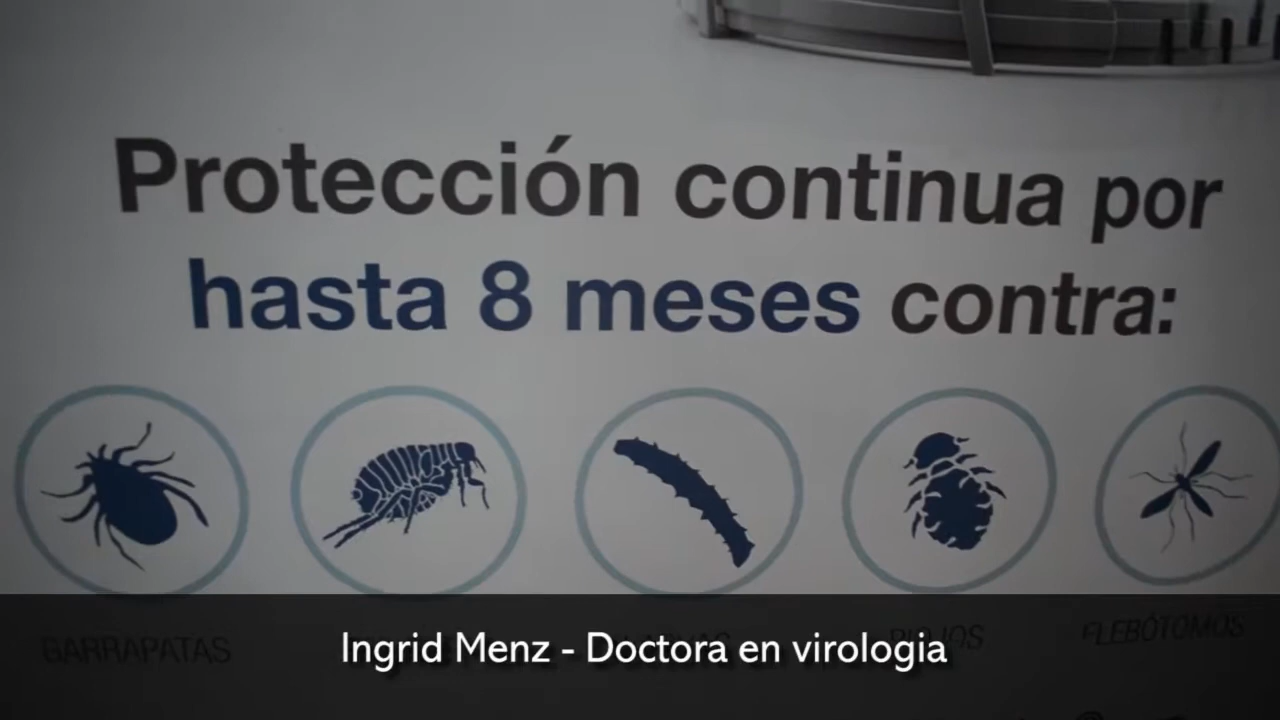 Protección continua por
hasta 8 meses contra:
GARRAPATAS PIOJOS FLEBÓTOMOS
Ingrid Menz - Doctora en virologia